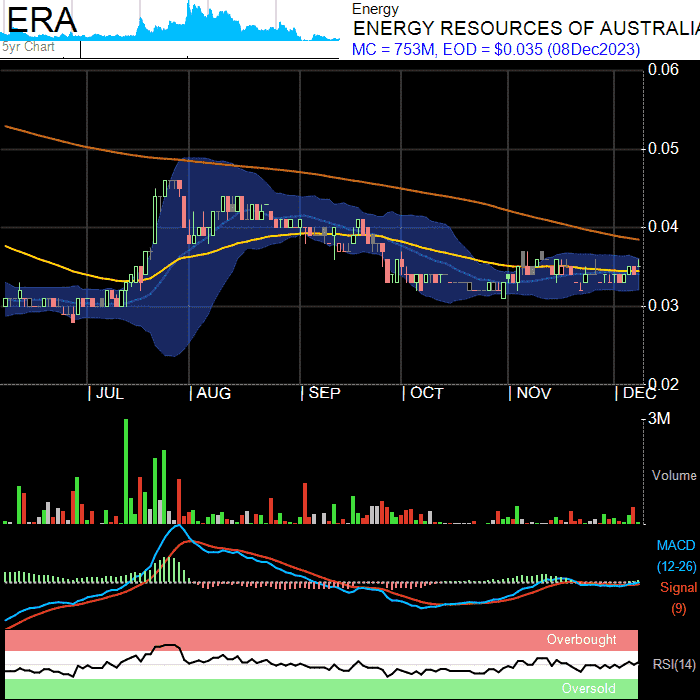 ERA
5yr Chart
Energy
ENERGY RESOURCES OF AUSTRALIA
MC = 753M, EOD = $0.035 (08Dec2023)
0.06
0.05
0.04
0.03
0.02
JUL AUG SEP OCT NOV DEC
3M
Volume
MACD
(12-26)
Signal
(9)
Overbought
RSI(14)
Oversold